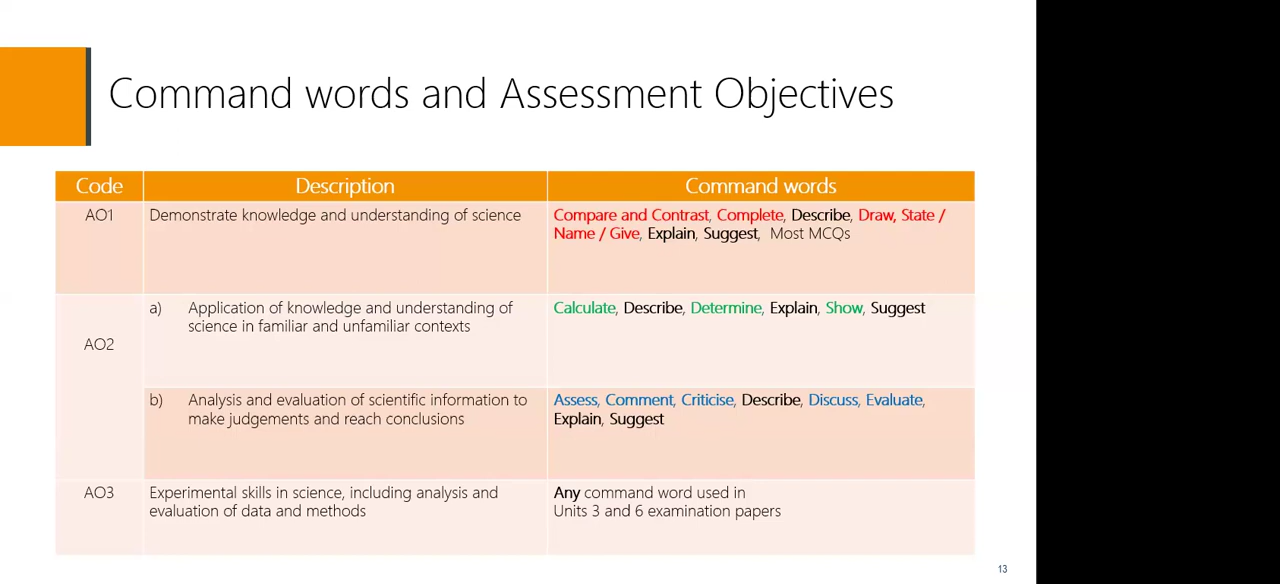 Command words and Assessment Objectives
Code Description Command words
AO1 Demonstrate knowledge and understanding of science Compare and Contrast, Complete, Describe, Draw, State /
Name / Give, Explain, Suggest, Most MCQs
a) Application of knowledge and understanding of Calculate, Describe, Determine, Explain, Show, Suggest
science in familiar and unfamiliar contexts
AO2
b) Analysis and evaluation of scientific information to Assess, Comment, Criticise, Describe, Discuss, Evaluate,
make judgements and reach conclusions Explain, Suggest
AO3 Experimental skills in science, including analysis and Any command word used in
evaluation of data and methods Units 3 and 6 examination papers
13